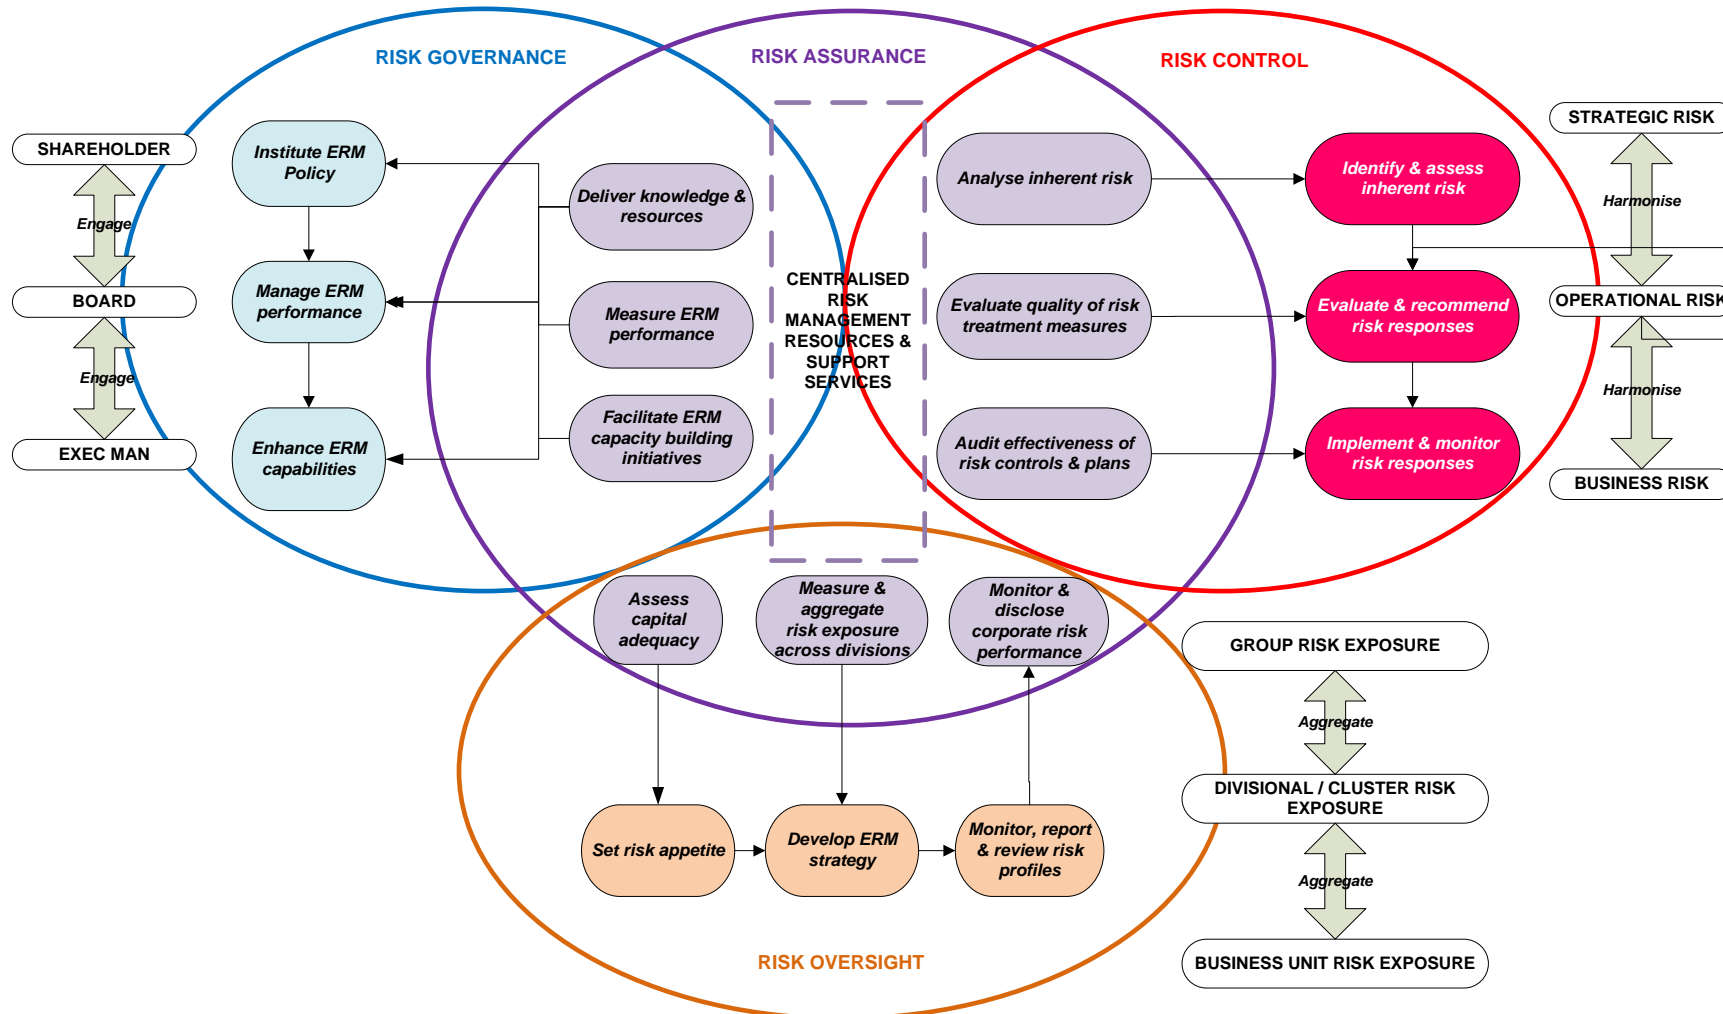 RISK GOVERNANCE
RISK ASSURANCE
RISK CONTROL
SHAREHOLDER
Engage
BOARD
Engage
EXEC MAN
Institute ERM
Policy
Manage ERM
performance
Enhance ERM
capabilities
Deliver knowledge &
resources
Measure ERM
performance
Facilitate ERM
capacity building
initiatives
CENTRALISED
RISK
MANAGEMENT
RESOURCES &
SUPPORT
SERVICES
Analyse inherent risk
Evaluate quality of risk
treatment measures
Audit effectiveness of
risk controls & plans
Identify & assess
inherent risk
Evaluate & recommend
risk responses
Implement & monitor
risk responses
STRATEGIC RISK
Harmonise
OPERATIONAL RISK
Harmonise
BUSINESS RISK
Assess
capital
adequacy
Measure &
aggregate
risk exposure
across divisions
Monitor &
disclose
corporate risk
performance
Set risk appetite
Develop ERM
strategy
Monitor, report
& review risk
profiles
RISK OVERSIGHT
GROUP RISK EXPOSURE
Aggregate
DIVISIONAL / CLUSTER RISK
EXPOSURE
Aggregate
BUSINESS UNIT RISK EXPOSURE